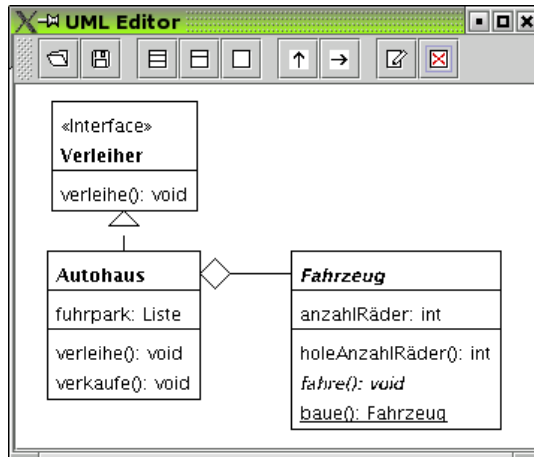 UML Editor
«Interface»
Verleiher
verleihe(): void
Autohaus
fuhrpark: Liste
verleihe(): void
verkaufe(): void
Fahrzeug
anzahlRäder: int
holeAnzahlRäder(): int
fahre(): void
baue(): Fahrzeug